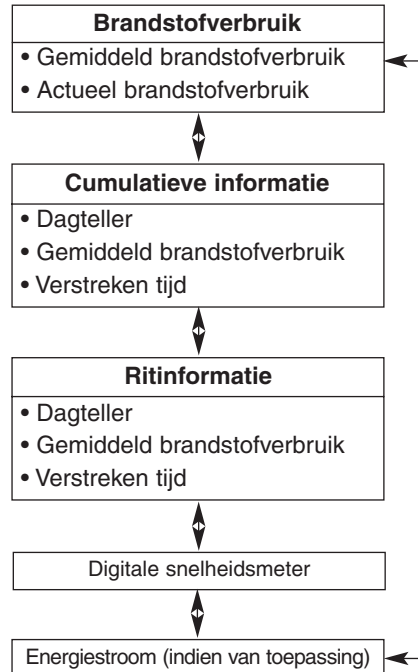 Brandstofverbruik
• Gemiddeld brandstofverbruik
• Actueel brandstofverbruik
Cumulatieve informatie
• Dagteller
• Gemiddeld brandstofverbruik
• Verstreken tijd
Ritinformatie
• Dagteller
• Gemiddeld brandstofverbruik
• Verstreken tijd
Digitale snelheidsmeter
Energiestroom (indien van toepassing)